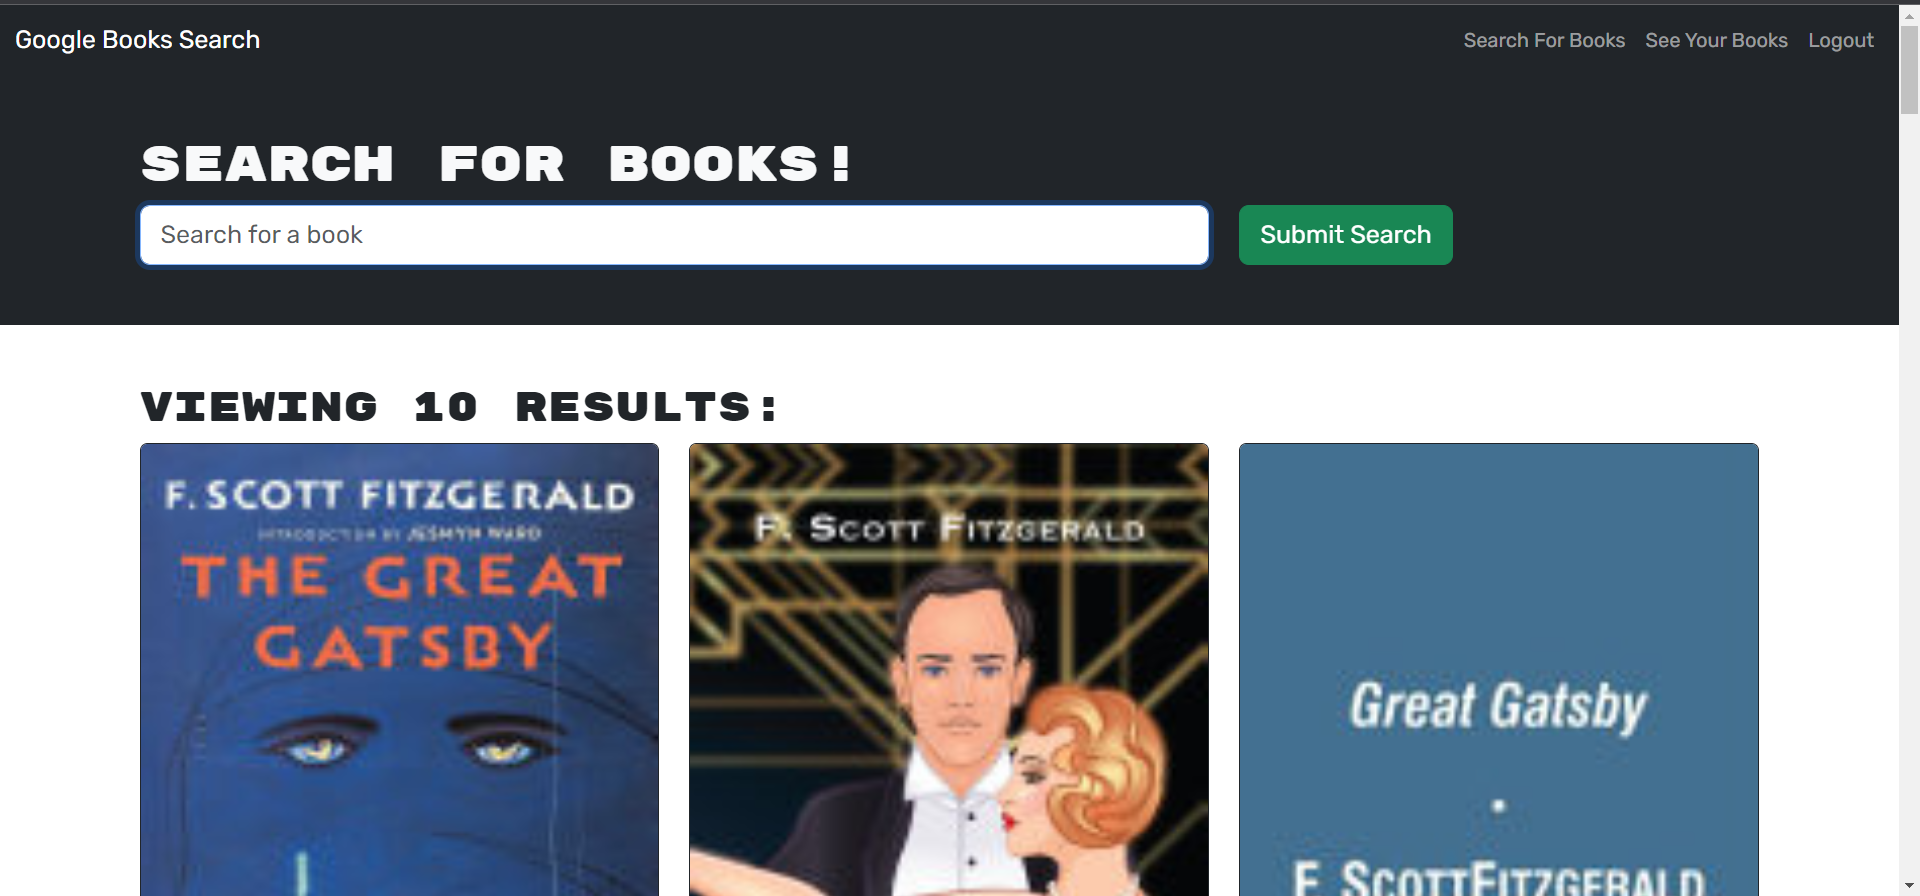 Google Books Search
Search For Books
See Your Books
Logout
SEARCH FOR BOOKS!
Search for a book
Submit Search
VIEWING 10 RESULTS:
F. SCOTT FITZGERALD
INTRODUCTION BY JESMYN WARD
THE GREAT
GATSBY
F. SCOTT FITZGERALD
Great Gatsby
F. SCOTTFITZGERALD